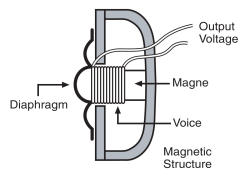 Output
Voltage
Magne
Diaphragm
Voice
Magnetic
Structure